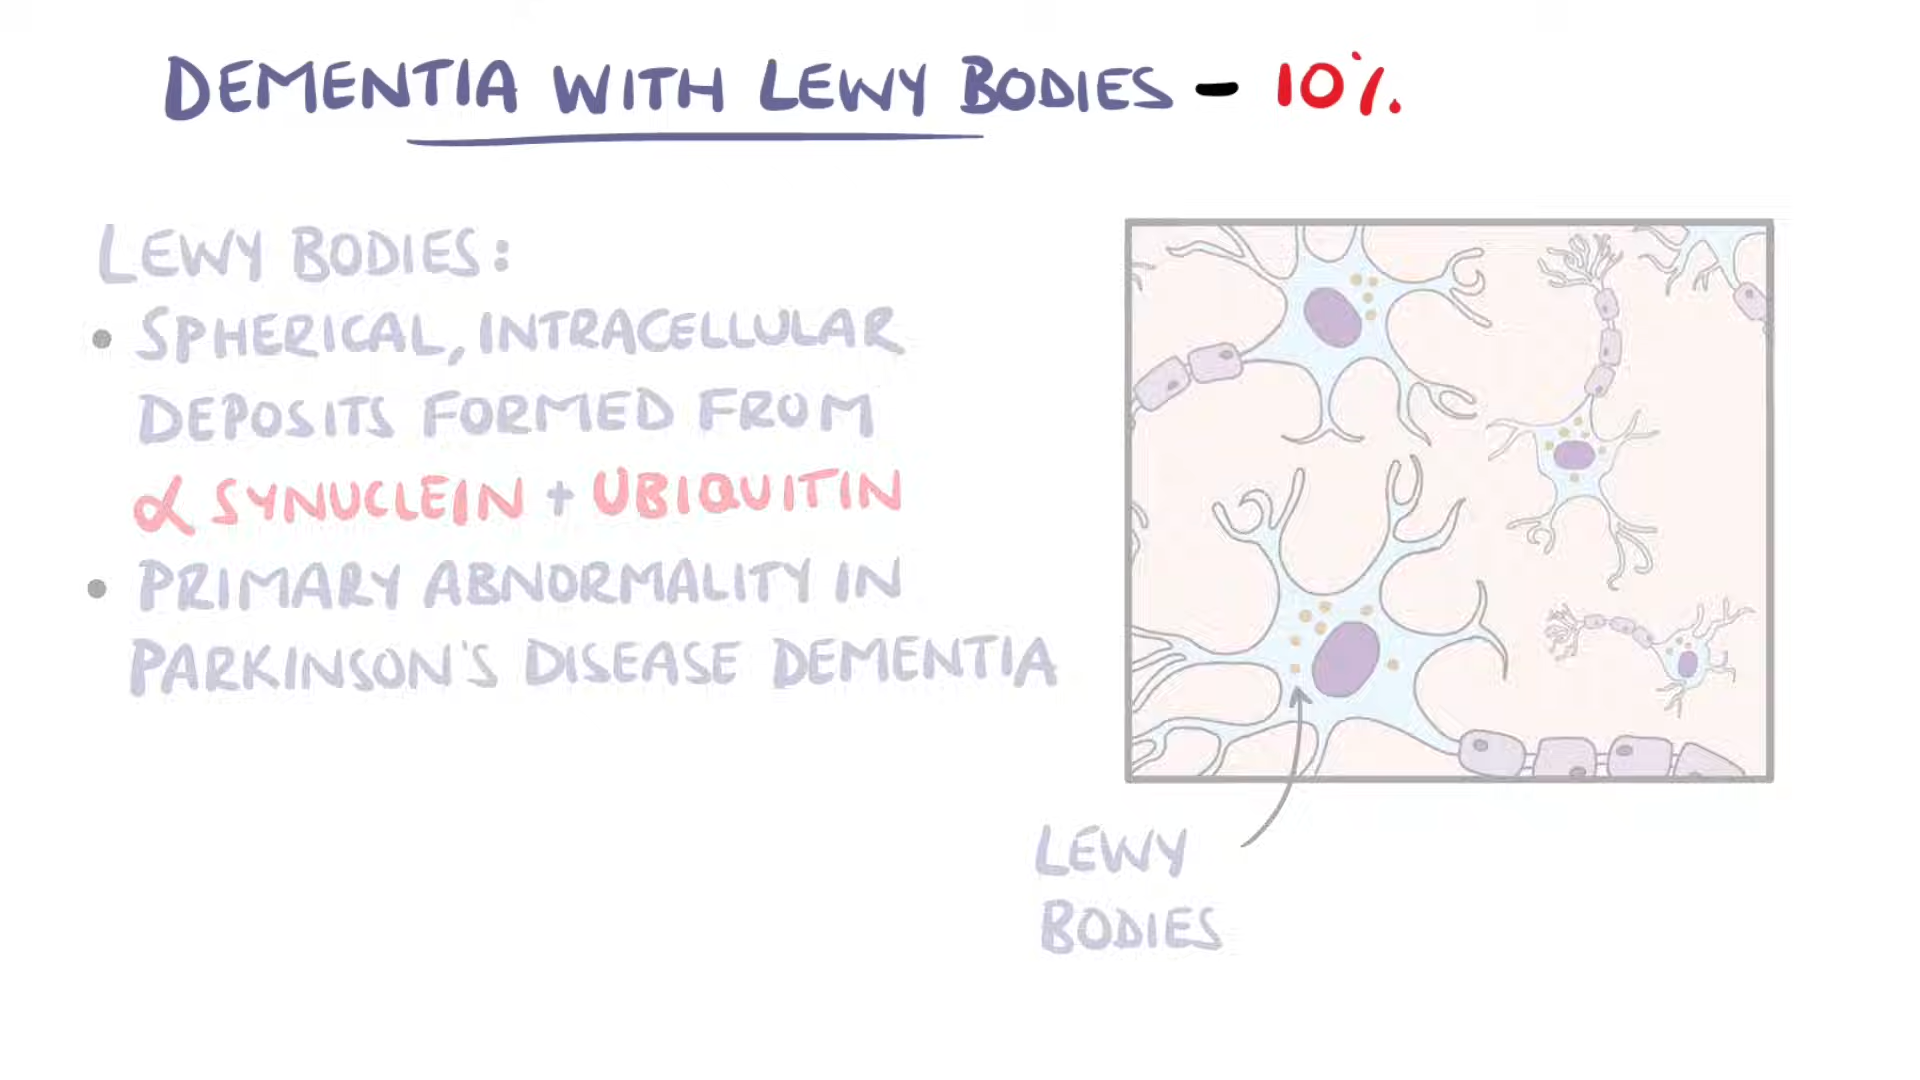 DEMENTIA WITH LEWY BODIES - 10%
LEWY BODIES:
• SPHERICAL, INTRACELLULAR
DEPOSITS FORMED FROM
α SYNUCLEIN + UBIQUITIN
• PRIMARY ABNORMALITY IN
PARKINSON'S DISEASE DEMENTIA
LEWY
BODIES